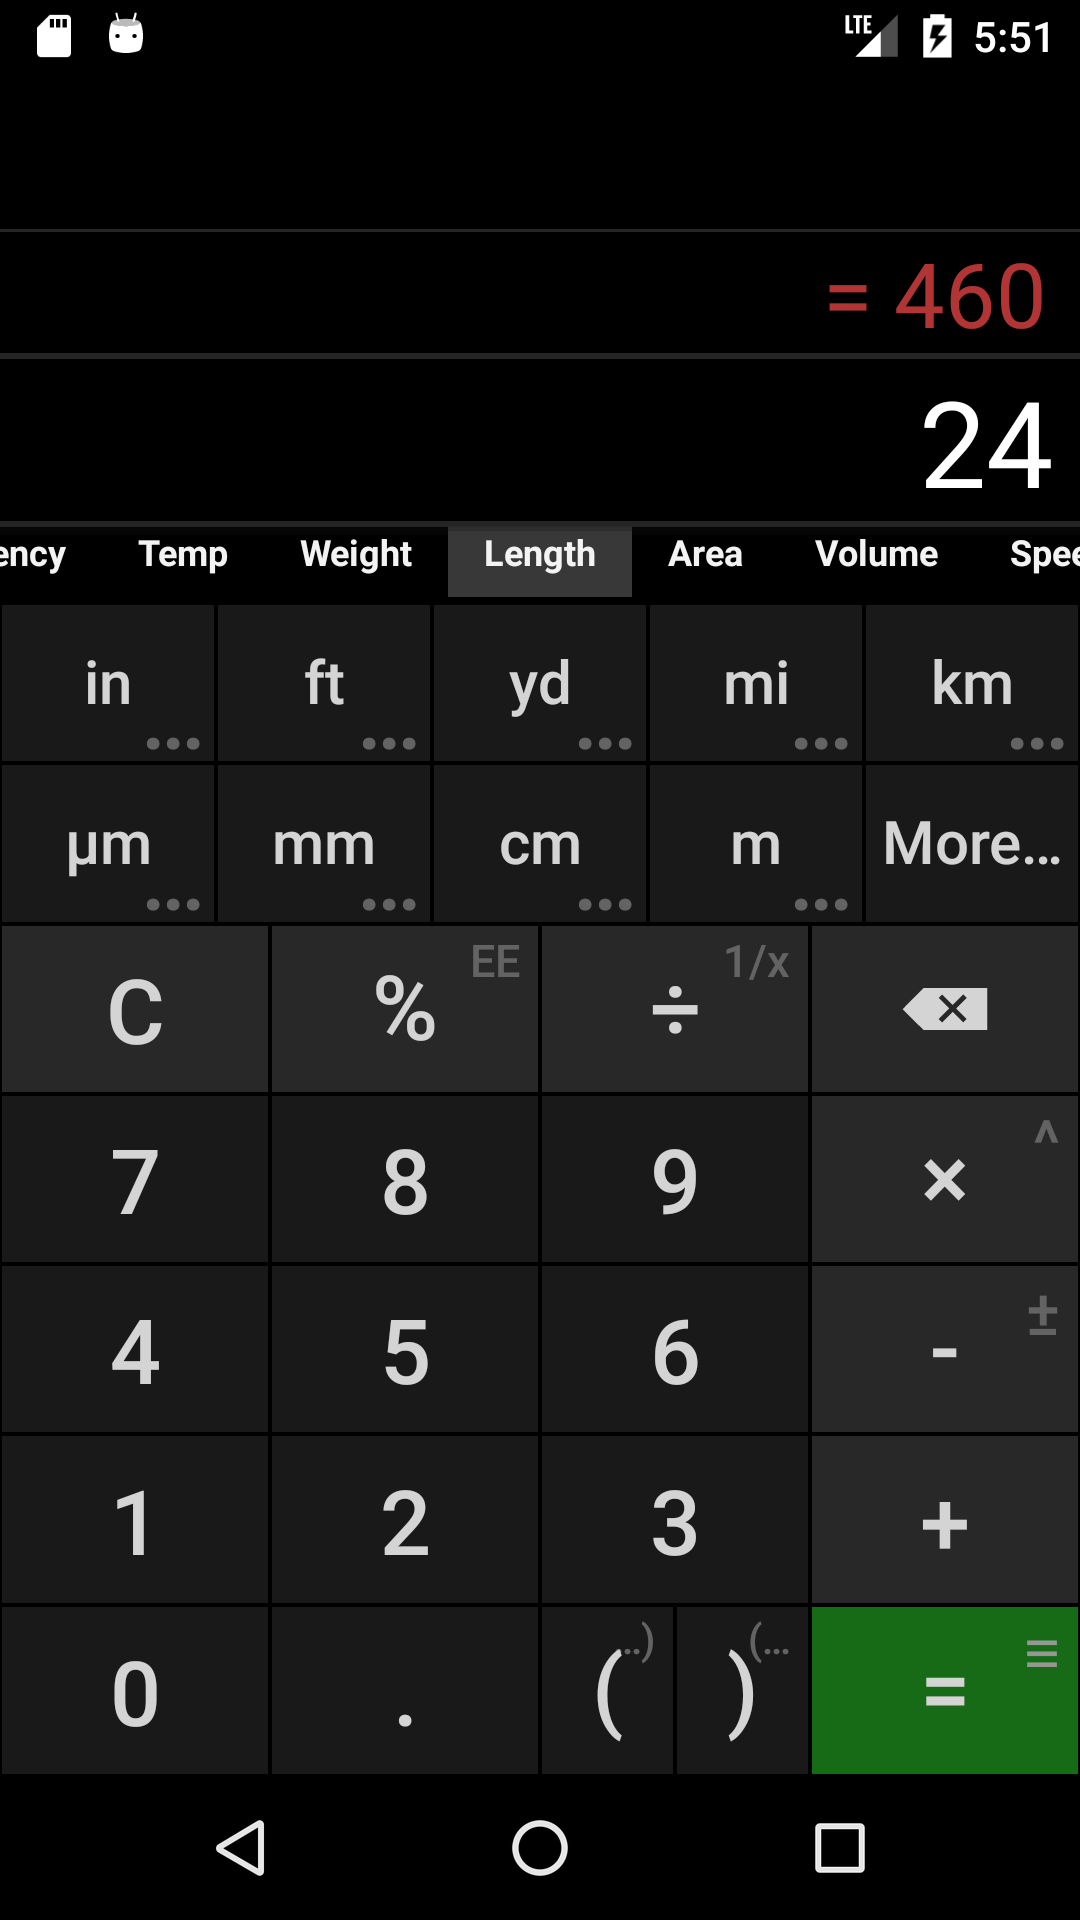 LTE 5:51
= 460
24
ency Temp Weight Length Area Volume Spee
in ft yd mi km
... ... ... ... ...
µm mm cm m More...
... ... ... ...
C % EE ÷ 1/x
7 8 9 × ^
4 5 6 - ±
1 2 3 +
0 . ( ..) ) (... =